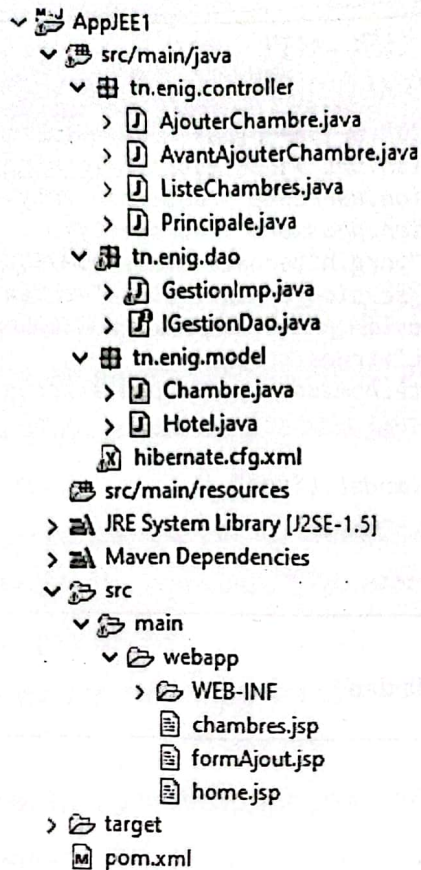 AppJEE1
src/main/java
tn.enig.controller
AjouterChambre.java
AvantAjouterChambre.java
ListeChambres.java
Principale.java
tn.enig.dao
GestionImp.java
IGestionDao.java
tn.enig.model
Chambre.java
Hotel.java
hibernate.cfg.xml
src/main/resources
JRE System Library [J2SE-1.5]
Maven Dependencies
src
main
webapp
WEB-INF
chambres.jsp
formAjout.jsp
home.jsp
target
pom.xml